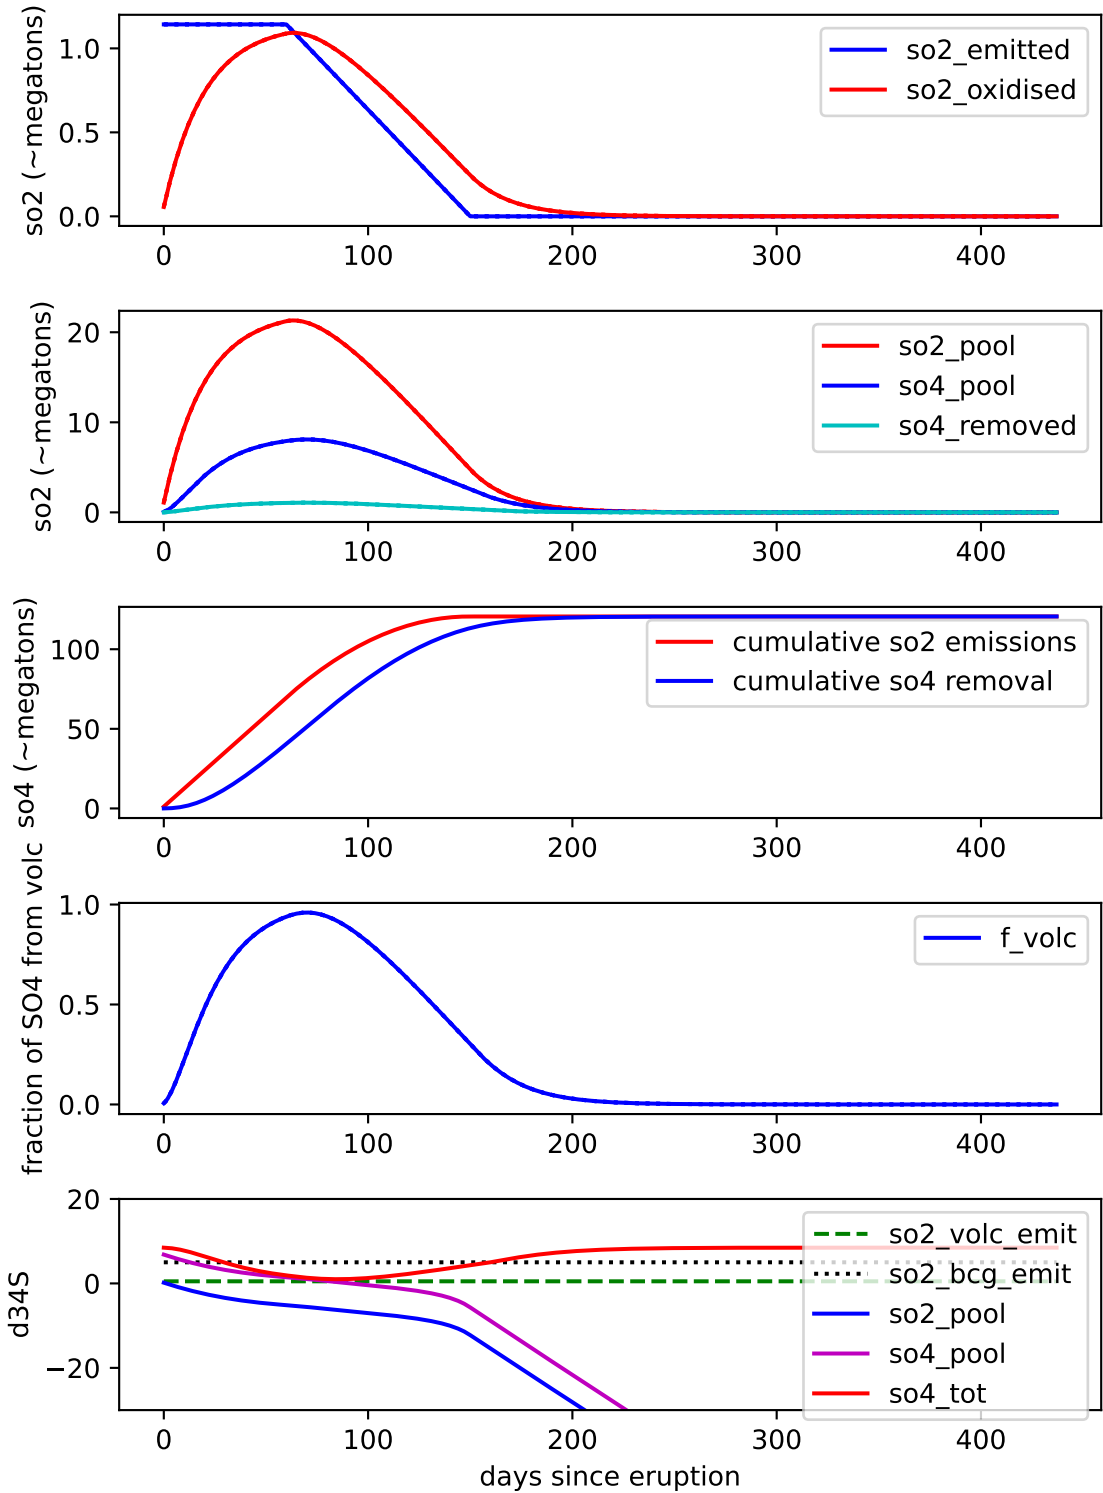 so2 (~megatons)
1.0
0.5
0.0
so2_emitted
so2_oxidised
0 100 200 300 400
so2 (~megatons)
20
10
0
so2_pool
so4_pool
so4_removed
0 100 200 300 400
so4 (~megatons)
100
50
0
cumulative so2 emissions
cumulative so4 removal
0 100 200 300 400
fraction of SO4 from volc
1.0
0.5
0.0
f_volc
0 100 200 300 400
d34S
20
0
−20
so2_volc_emit
so2_bcg_emit
so2_pool
so4_pool
so4_tot
0 100 200 300 400
days since eruption